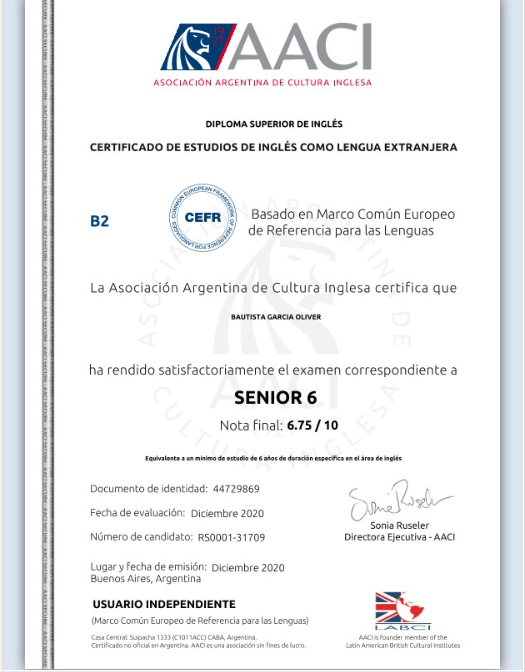 AACI
ASOCIACIÓN ARGENTINA DE CULTURA INGLESA
DIPLOMA SUPERIOR DE INGLÉS
CERTIFICADO DE ESTUDIOS DE INGLÉS COMO LENGUA EXTRANJERA
B2
COMMON EUROPEAN FRAMEWORK OF REFERENCE FOR LANGUAGES
CEFR
Basado en Marco Común Europeo
de Referencia para las Lenguas
La Asociación Argentina de Cultura Inglesa certifica que
BAUTISTA GARCIA OLIVER
ha rendido satisfactoriamente el examen correspondiente a
SENIOR 6
Nota final: 6.75 / 10
Equivalente a un mínimo de estudio de 6 años de duración específica en el área de inglés
Documento de identidad: 44729869
Fecha de evaluación: Diciembre 2020
Número de candidato: RS0001-31709
Sonia Ruseler
Directora Ejecutiva - AACI
Lugar y fecha de emisión: Diciembre 2020
Buenos Aires, Argentina
USUARIO INDEPENDIENTE
(Marco Común Europeo de Referencia para las Lenguas)
Casa Central: Supacha 1333 (C1011ACC) CABA, Argentina.
Certificado no oficial en Argentina. AACI es una asociación sin fines de lucro.
LABCI
AACI is founder member of the
Latin American British Cultural Institutes